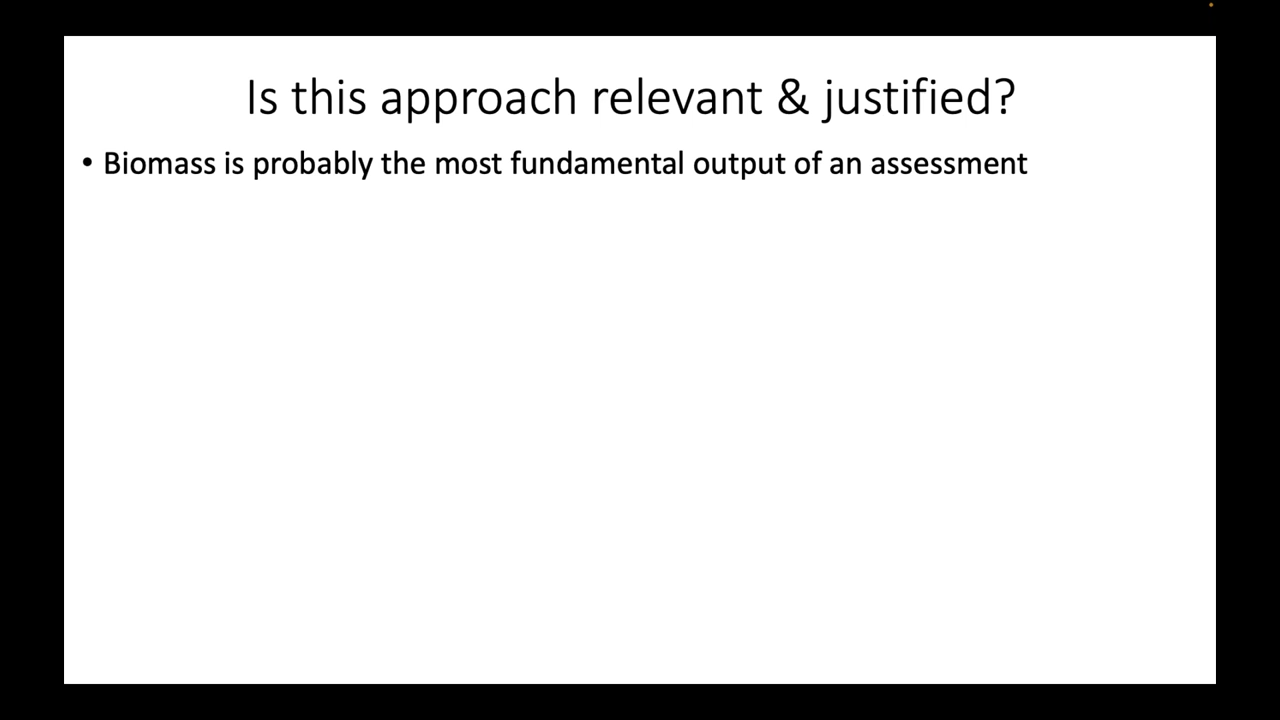 Is this approach relevant & justified?
• Biomass is probably the most fundamental output of an assessment